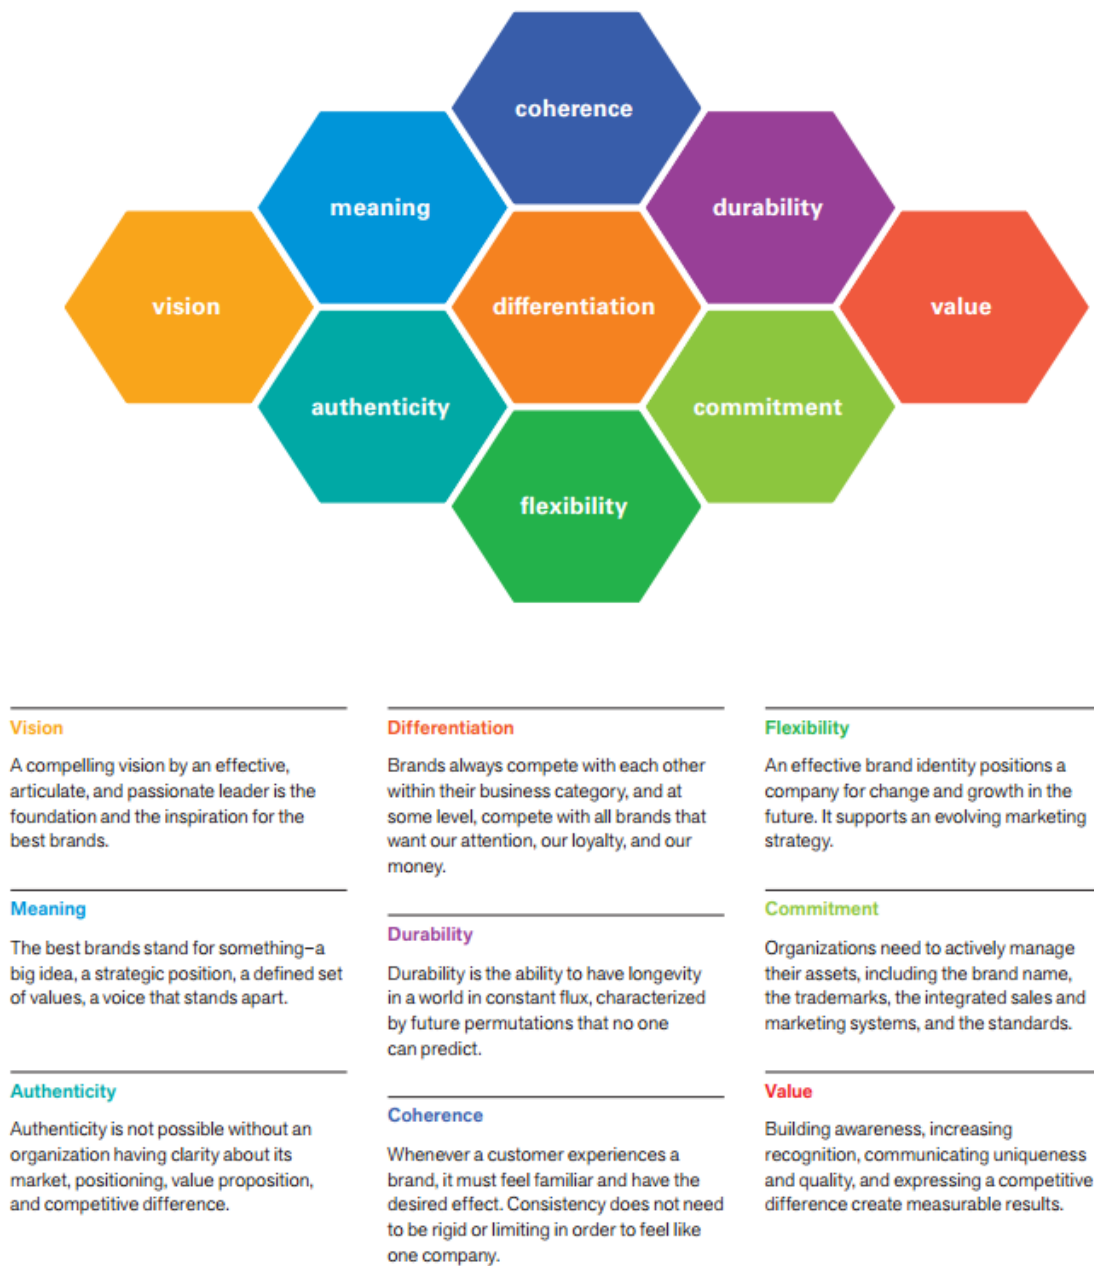 coherence
meaning
durability
vision
differentiation
value
authenticity
commitment
flexibility
Vision
A compelling vision by an effective,
articulate, and passionate leader is the
foundation and the inspiration for the
best brands.
Meaning
The best brands stand for something–a
big idea, a strategic position, a defined set
of values, a voice that stands apart.
Authenticity
Authenticity is not possible without an
organization having clarity about its
market, positioning, value proposition,
and competitive difference.
Differentiation
Brands always compete with each other
within their business category, and at
some level, compete with all brands that
want our attention, our loyalty, and our
money.
Durability
Durability is the ability to have longevity
in a world in constant flux, characterized
by future permutations that no one
can predict.
Coherence
Whenever a customer experiences a
brand, it must feel familiar and have the
desired effect. Consistency does not need
to be rigid or limiting in order to feel like
one company.
Flexibility
An effective brand identity positions a
company for change and growth in the
future. It supports an evolving marketing
strategy.
Commitment
Organizations need to actively manage
their assets, including the brand name,
the trademarks, the integrated sales and
marketing systems, and the standards.
Value
Building awareness, increasing
recognition, communicating uniqueness
and quality, and expressing a competitive
difference create measurable results.